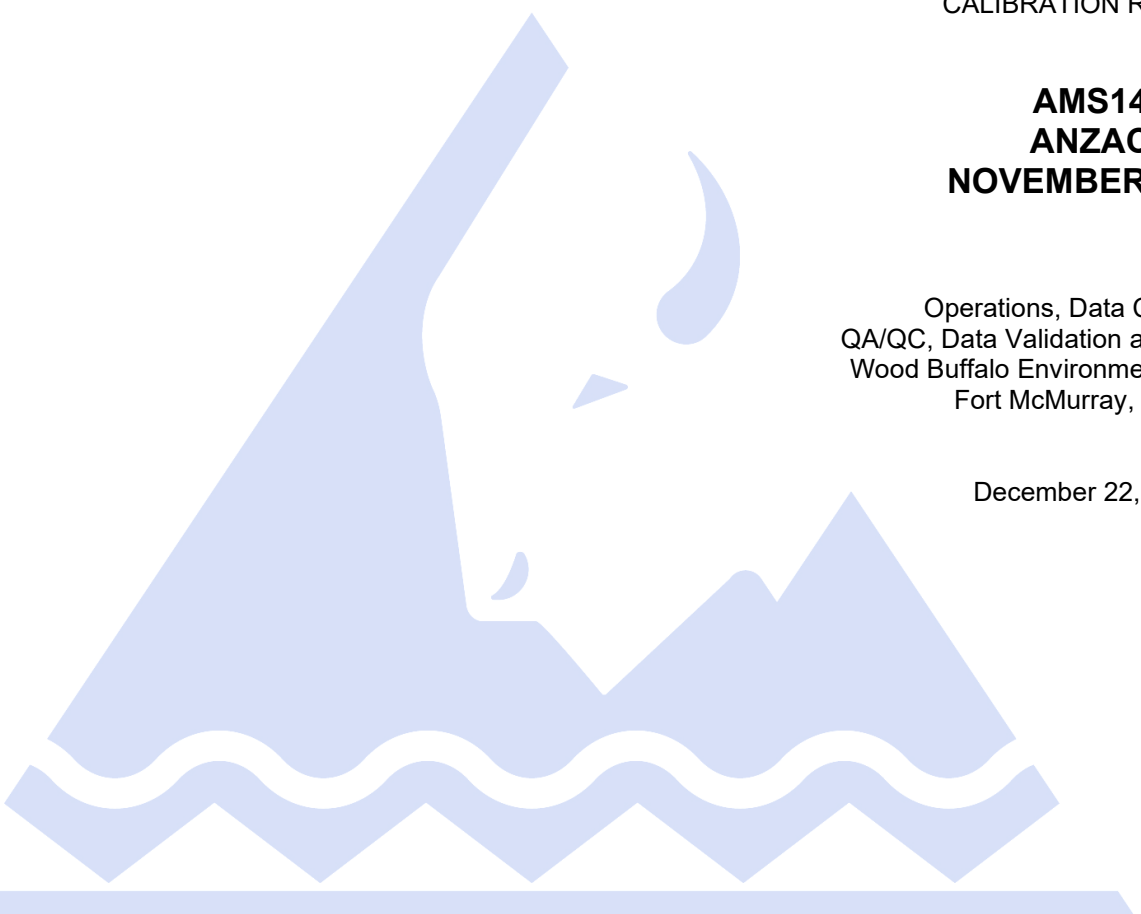 CALIBRATION R
AMS14
ANZAC
NOVEMBER
Operations, Data
QA/QC, Data Validation a
Wood Buffalo Environme
Fort McMurray,
December 22,